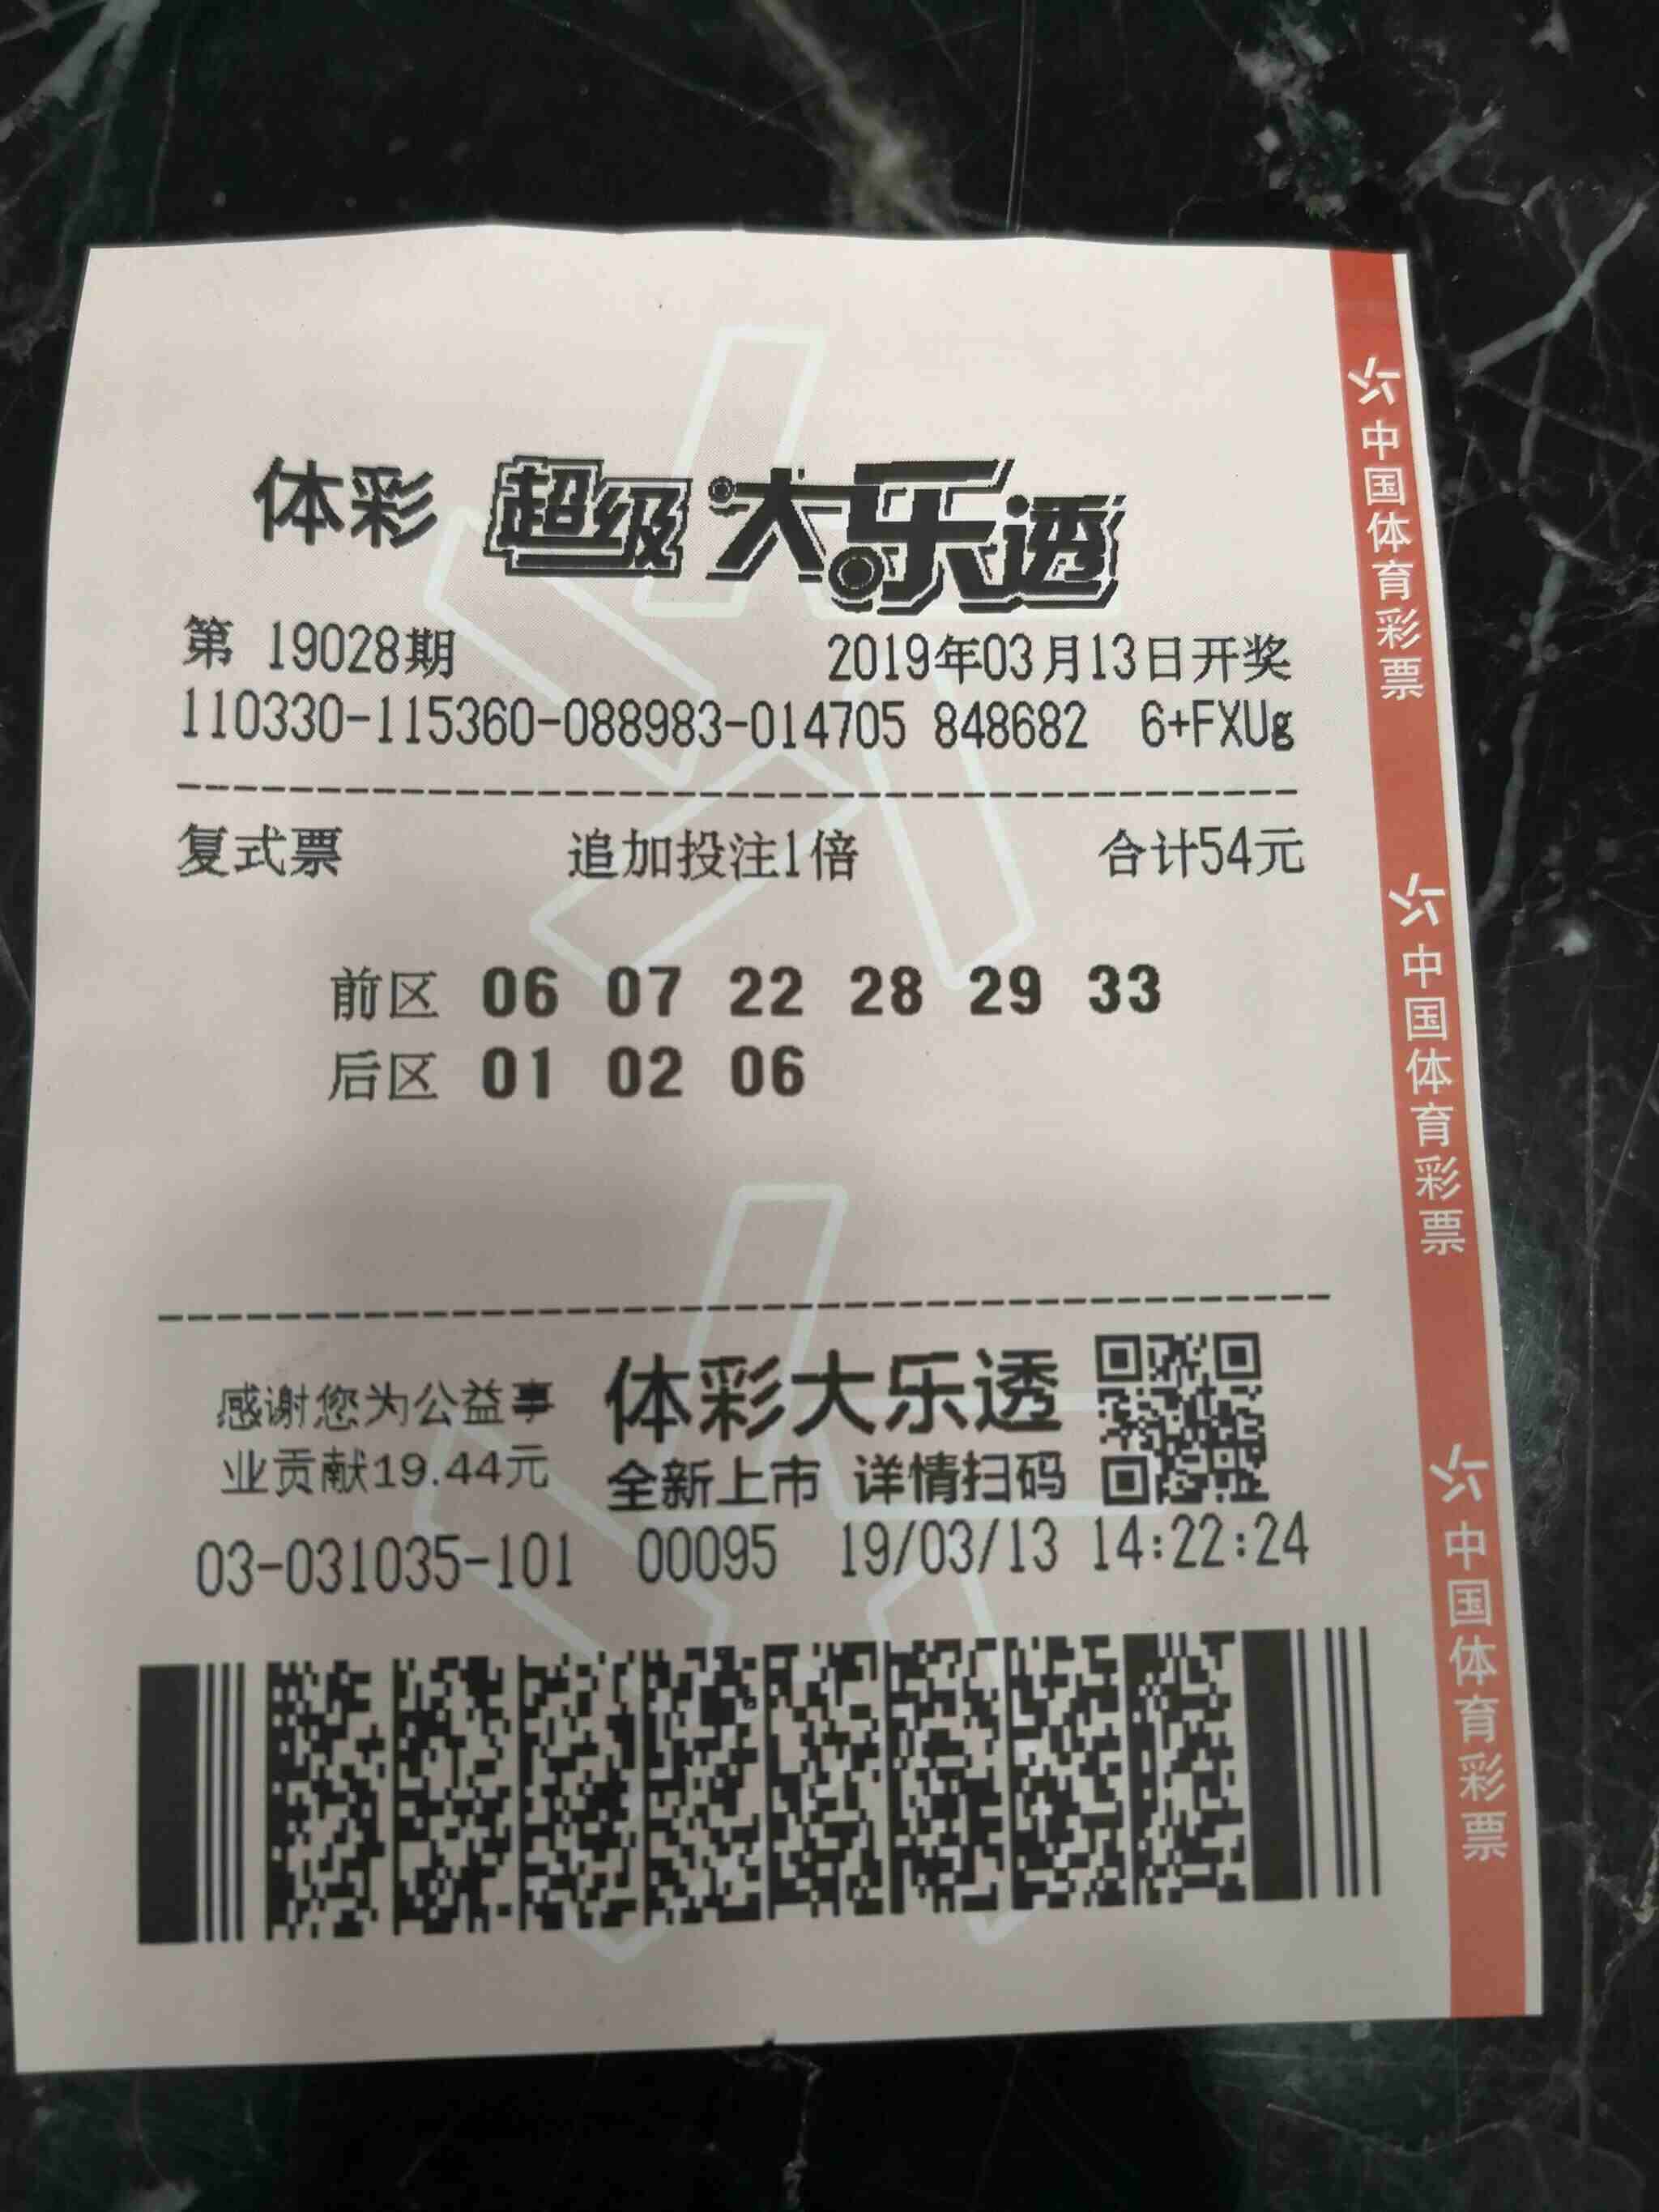 体彩 超级大乐透
第 19028期 2019年03月13日开奖
110330-115360-088983-014705 848682 6+FXUg
复式票 追加投注1倍 合计54元
前区 06 07 22 28 29 33
后区 01 02 06
感谢您为公益事
业贡献19.44元
体彩大乐透
全新上市 详情扫码
03-031035-101 00095 19/03/13 14:22:24
中国体育彩票
中国体育彩票
中国体育彩票